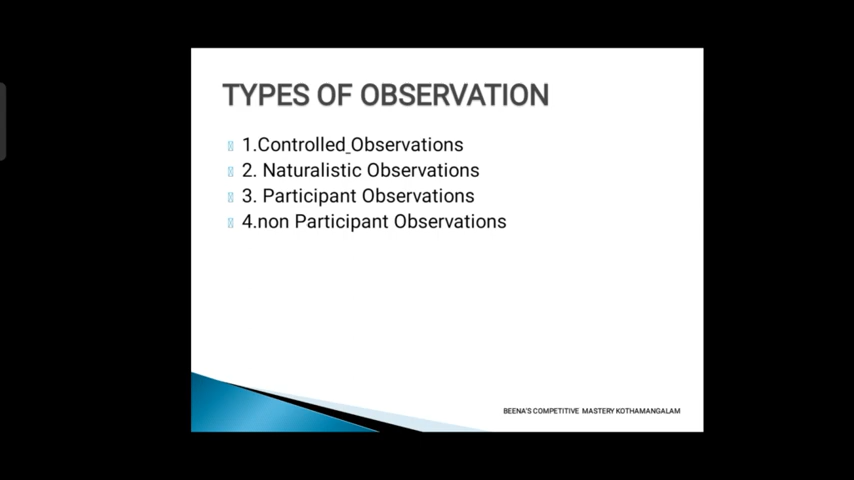 TYPES OF OBSERVATION
1.Controlled_Observations
2. Naturalistic Observations
3. Participant Observations
4.non Participant Observations
BEENA'S COMPETITIVE MASTERY KOTHAMANGALAM